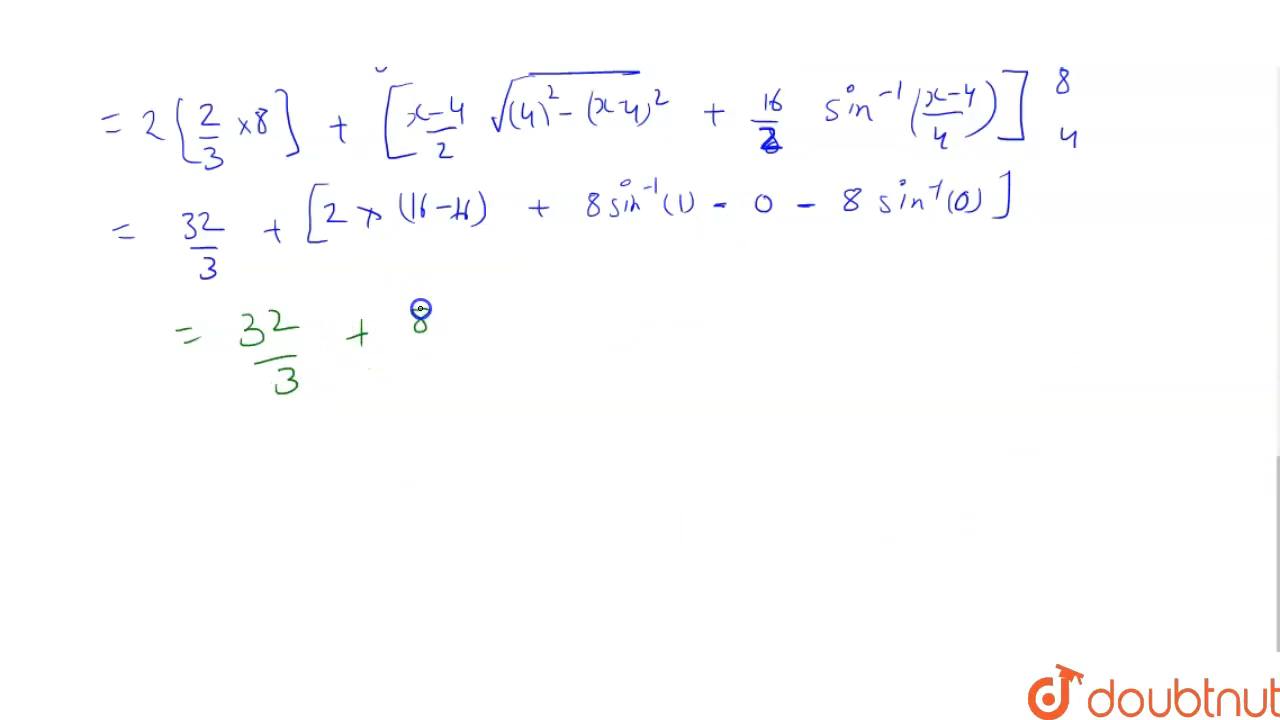 = 2 [2/3 × 8] + [x-4/2 √(4)² - (x-4)² + 16/2 sin⁻¹(x-4/4)] 8 4
= 32/3 + [2 × (16-16) + 8 sin⁻¹(1) - 0 - 8 sin⁻¹(0)]
= 32/3 + 8
doubtnut